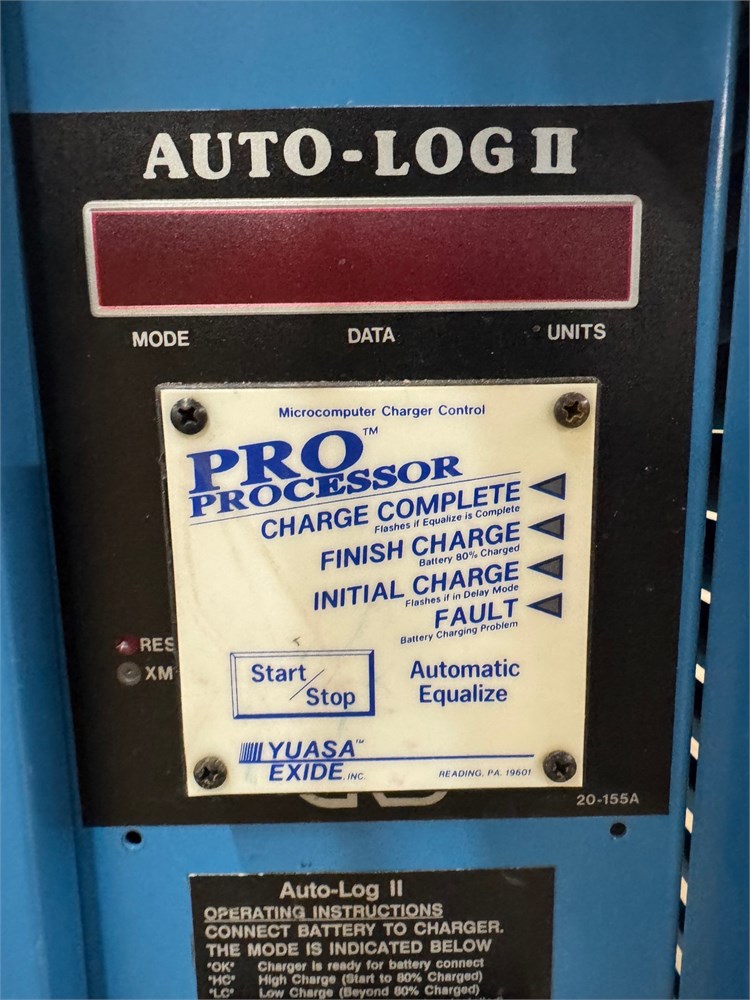 AUTO-LOG II
MODE DATA UNITS
Microcomputer Charger Control
PRO™
PROCESSOR
CHARGE COMPLETE
Flashes if Equalize is Complete
FINISH CHARGE
Battery 80% Charged
INITIAL CHARGE
Flashes if in Delay Mode
FAULT
Battery Charging Problem
RES
XM
Start/Stop
Automatic
Equalize
YUASA™
EXIDE, INC.
READING, PA. 19601
20-155A
Auto-Log II
OPERATING INSTRUCTIONS
CONNECT BATTERY TO CHARGER.
THE MODE IS INDICATED BELOW
"OK" Charger is ready for battery connect
"HC" High Charge (Start to 80% Charged)
"LC" Low Charge (Beyond 80% Charged)